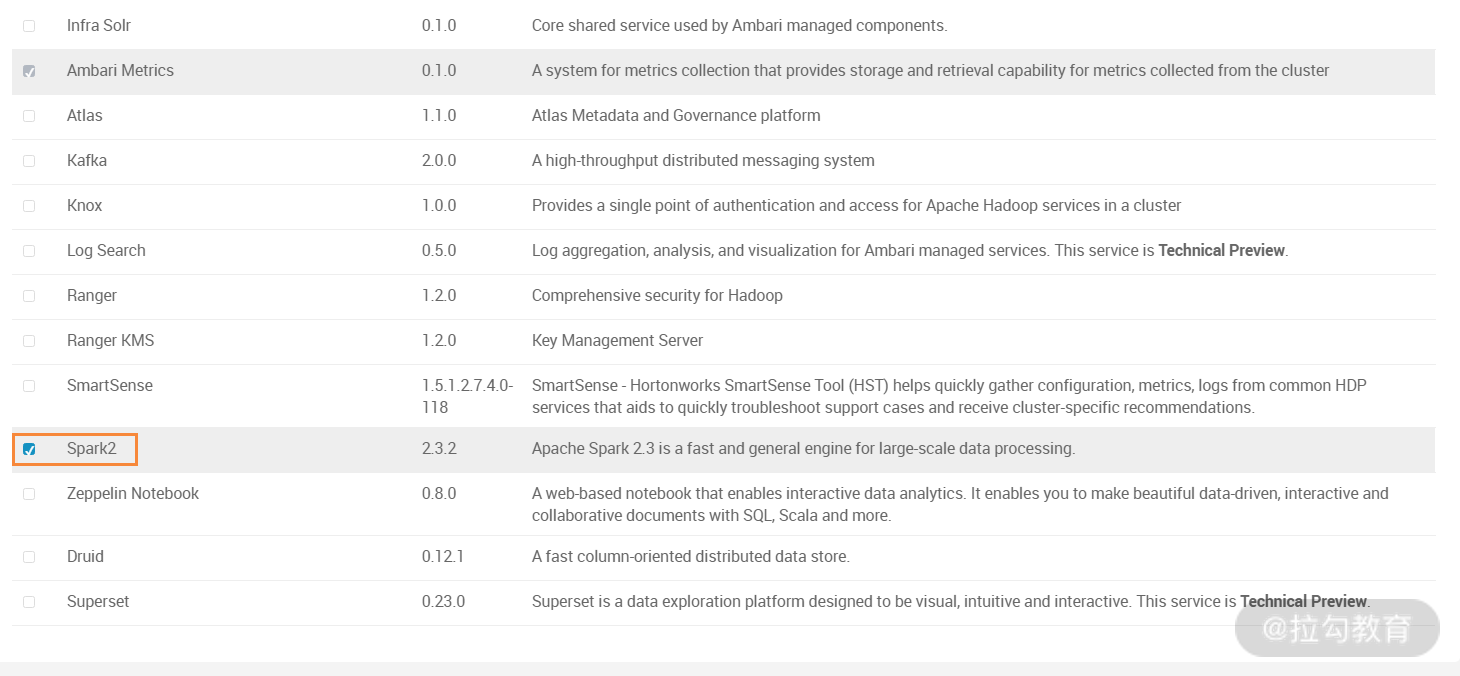 Infra Solr 0.1.0 Core shared service used by Ambari managed components.
Ambari Metrics 0.1.0 A system for metrics collection that provides storage and retrieval capability for metrics collected from the cluster
Atlas 1.1.0 Atlas Metadata and Governance platform
Kafka 2.0.0 A high-throughput distributed messaging system
Knox 1.0.0 Provides a single point of authentication and access for Apache Hadoop services in a cluster
Log Search 0.5.0 Log aggregation, analysis, and visualization for Ambari managed services. This service is Technical Preview.
Ranger 1.2.0 Comprehensive security for Hadoop
Ranger KMS 1.2.0 Key Management Server
SmartSense 1.5.1.2.7.4.0- SmartSense - Hortonworks SmartSense Tool (HST) helps quickly gather configuration, metrics, logs from common HDP
118 services that aids to quickly troubleshoot support cases and receive cluster-specific recommendations.
Spark2 2.3.2 Apache Spark 2.3 is a fast and general engine for large-scale data processing.
Zeppelin Notebook 0.8.0 A web-based notebook that enables interactive data analytics. It enables you to make beautiful data-driven, interactive and
collaborative documents with SQL, Scala and more.
Druid 0.12.1 A fast column-oriented distributed data store.
Superset 0.23.0 Superset is a data exploration platform designed to be visual, intuitive and interactive. This service is Technical Preview.
@拉勾教育